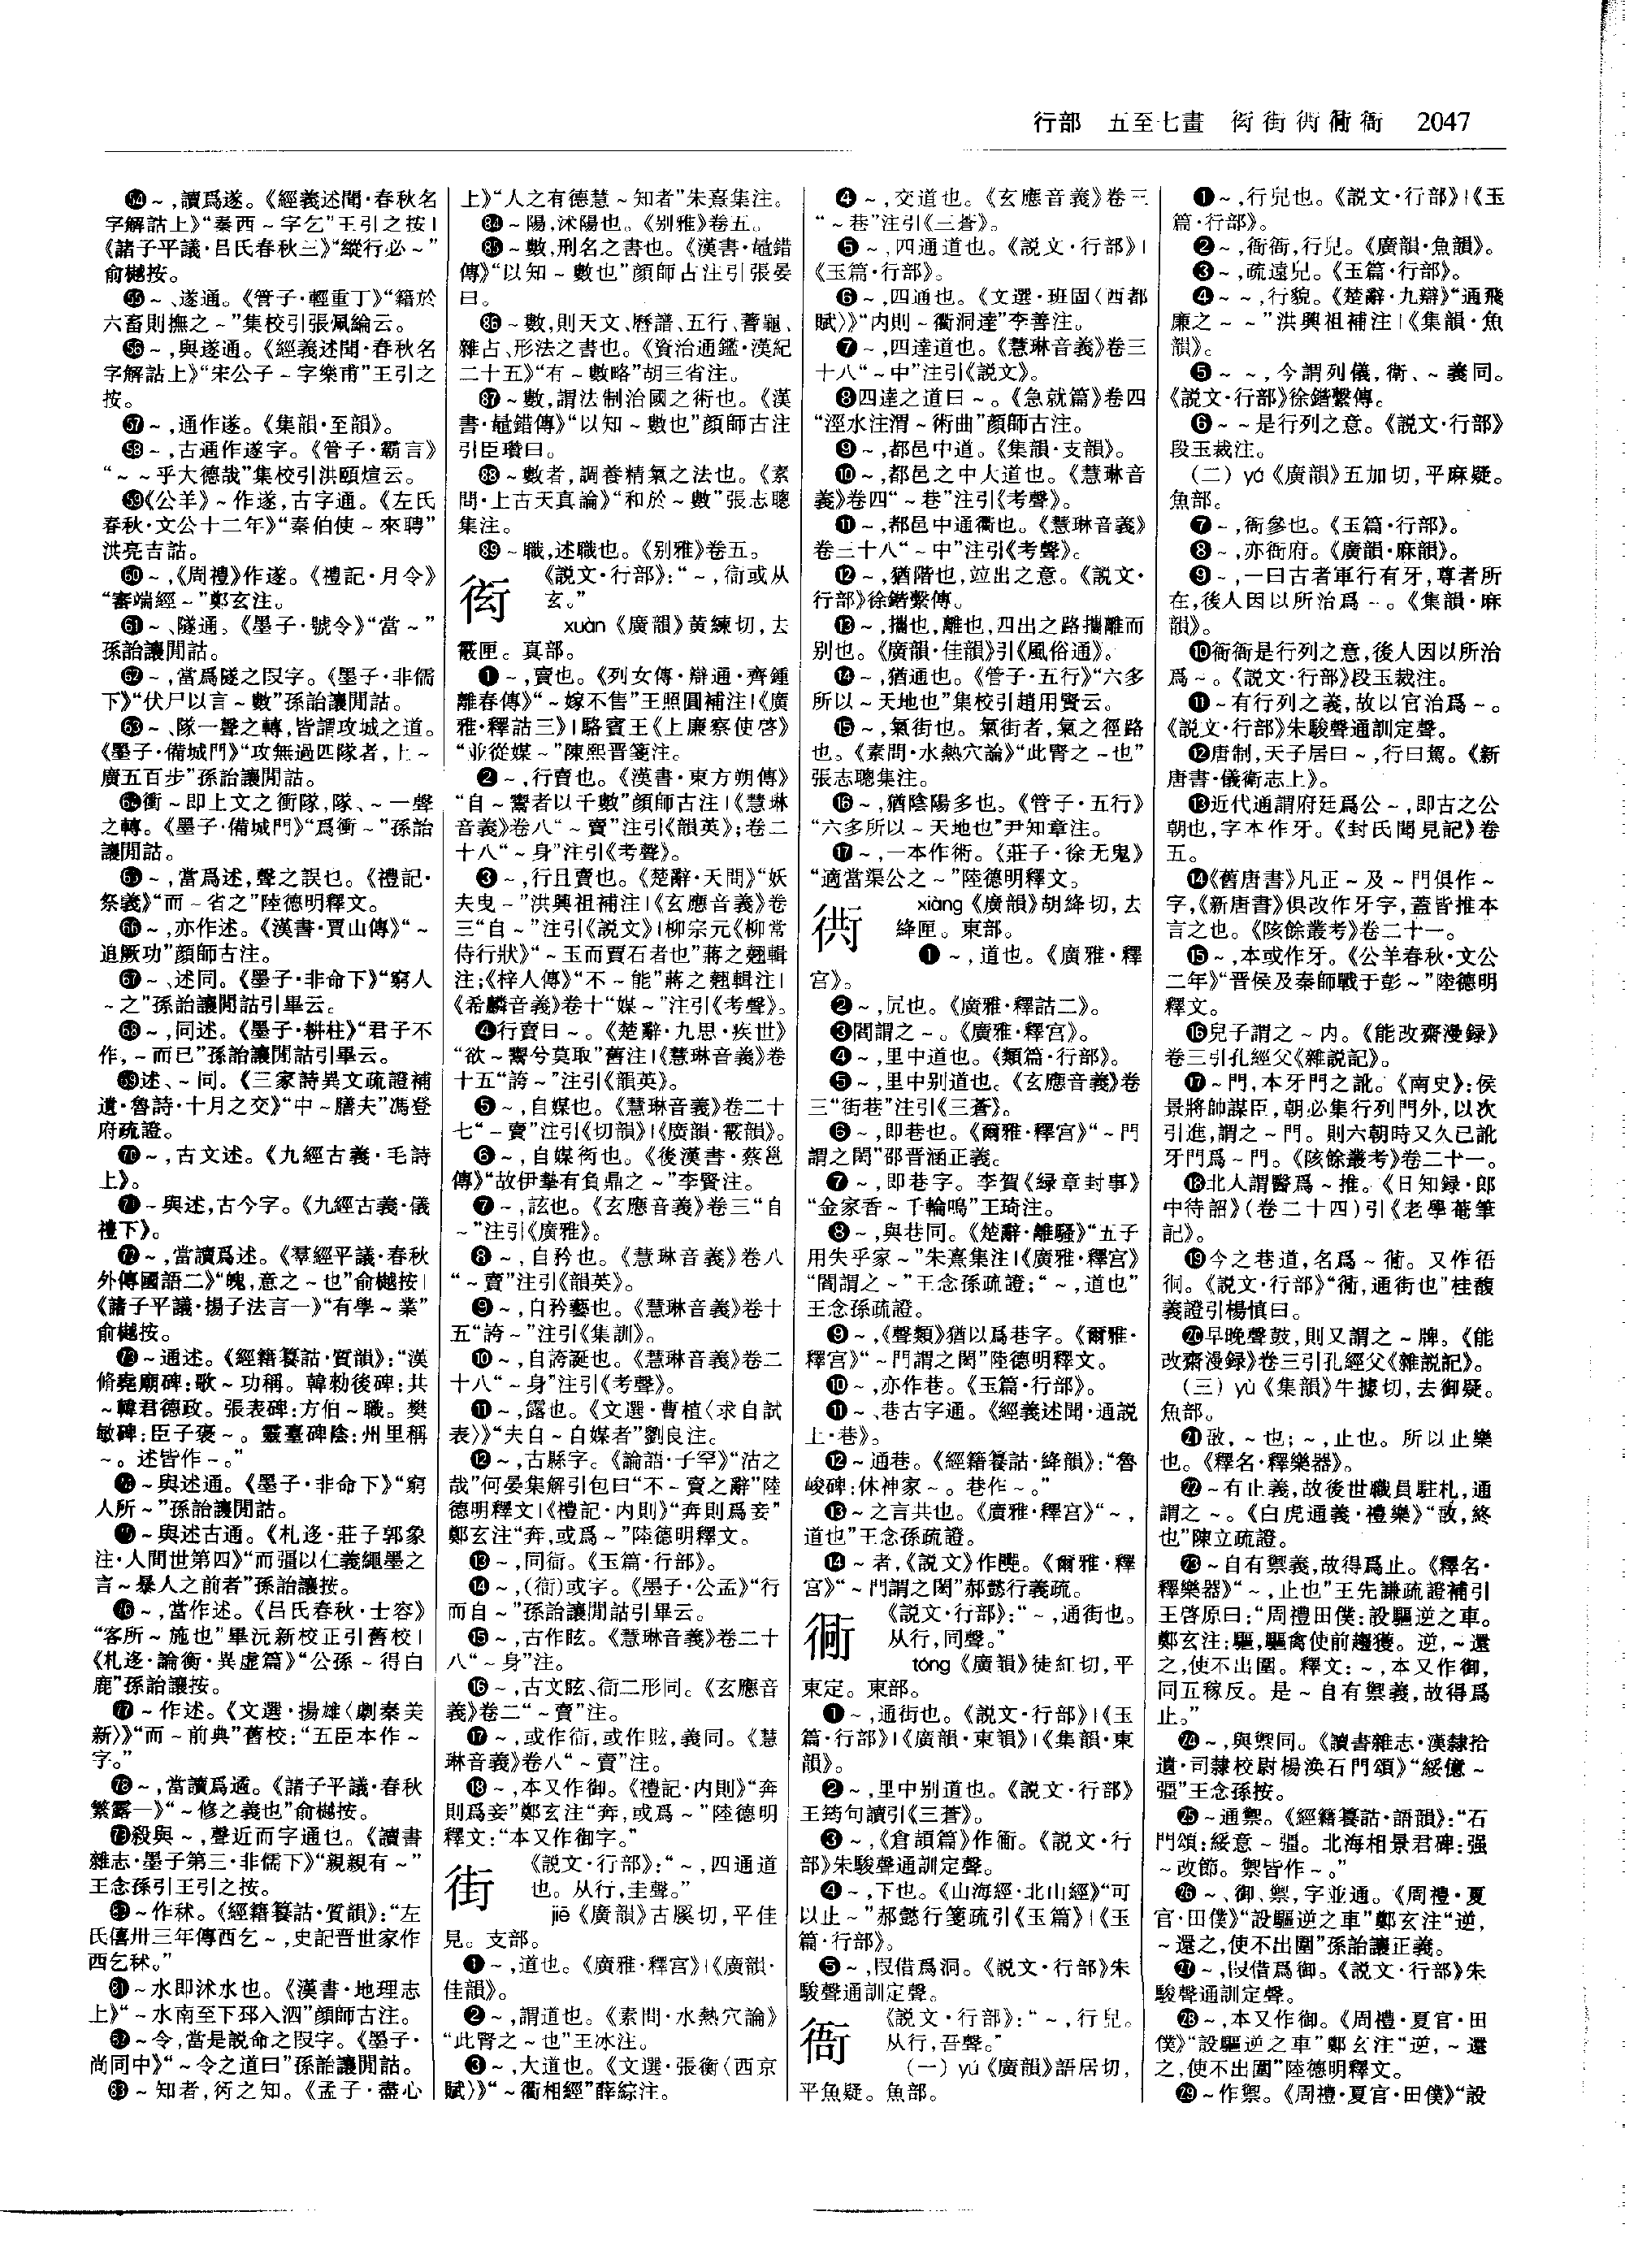 行部　五至七畫　衒街衖衕衙　2047
㊴～,讀爲遂。《經義述聞·春秋名
字解詁上》“秦西～字乞”王引之按|
《諸子平議·吕氏春秋三》“縱行必～”
俞樾按。
㊺～、遂通。《管子·輕重丁》“籍於
六畜則撫之～”集校引張佩綸云。
56～,與遂通。《經義述聞·春秋名
字解詁上》“宋公子～字樂甫”王引之
按。
57～,通作遂。《集韻·至韻》。
58～,古通作遂字。《管子·霸言》
“～～乎大德哉”集校引洪頤煊云。
59《公羊》～作遂,古字通。《左氏
春秋·文公十二年》“秦伯使～來聘”
洪亮吉詁。
60～,《周禮》作遂。《禮記·月令》
“審端經～”鄭玄注。
61～、隧通。《墨子·號令》“當～”
孫詒讓閒詁。
62～,當爲隧之叚字。《墨子·非儒
下》“伏尸以言～數”孫詒讓閒詁。
63～、隊一聲之轉,皆謂攻城之道。
《墨子·備城門》“攻無過四隊者,上～
廣五百步”孫詒讓閒詁。
64衝～即上文之衝隊,隊、～一聲
之轉。《墨子·備城門》“爲衝～”孫詒
讓閒詁。
65～,當爲述,聲之誤也。《禮記·
祭義》“而～省之”陸德明釋文。
66～,亦作述。《漢書·賈山傳》“～
追厥功”顔師古注。
67～、述同。《墨子·非命下》“窮人
～之”孫詒讓閒詁引畢云。
68～,同述。《墨子·耕柱》“君子不
作,～而已”孫詒讓閒詁引畢云。
69述、～同。《三家詩異文疏證補
遺·魯詩·十月之交》“中～膳夫”馮登
府疏證。
70～,古文述。《九經古義·毛詩
上》。
71～與述,古今字。《九經古義·儀
禮下》。
72～,當讀爲述。《羣經平議·春秋
外傳國語二》“魄,意之～也”俞樾按|
《諸子平議·揚子法言一》“有學～業”
俞樾按。
73～通述。《經籍籑詁·質韻》:“漢
脩堯廟碑:歌～功稱。韓勑後碑:共
～韓君德政。張表碑:方伯～職。樊
敏碑:臣子褒～。靈臺碑陰:州里稱
～。述皆作～。”
74～與述通。《墨子·非命下》“窮
人所～”孫詒讓閒詁。
75～與述古通。《札迻·莊子郭象
注·人間世第四》“而彊以仁義繩墨之
言～暴人之前者”孫詒讓按。
76～,當作述。《吕氏春秋·士容》
“客所～施也”畢沅新校正引舊校|
《札迻·論衡·異虚篇》“公孫～得白
鹿”孫詒讓按。
77～作述。《文選·揚雄〈劇秦美
新〉》“而～前典”舊校:“五臣本作～
字。”
78～,當讀爲遹。《諸子平議·春秋
繁露一》“～修之義也”俞樾按。
79殺與～,聲近而字通也。《讀書
雜志·墨子第三·非儒下》“親親有～”
王念孫引王引之按。
80～作秫。《經籍籑詁·質韻》:“左
氏僖卅三年傳西乞～,史記晋世家作
西乞秫。”
81～水即沭水也。《漢書·地理志
上》“～水南至下邳入泗”顔師古注。
82～令,當是説命之叚字。《墨子·
尚同中》“～令之道曰”孫詒讓閒詁。
83～知者,術之知。《孟子·盡心
上》“人之有德慧～知者”朱熹集注。
84～陽,沭陽也。《别雅》卷五。
85～數,刑名之書也。《漢書·鼂錯
傳》“以知～數也”顔師古注引張晏
曰。
86～數,則天文、曆譜、五行、蓍龜、
雜占、形法之書也。《資治通鑑·漢紀
二十五》“有～數略”胡三省注。
87～數,謂法制治國之術也。《漢
書·鼂錯傳》“以知～數也”顔師古注
引臣瓚曰。
88～數者,調養精氣之法也。《素
問·上古天真論》“和於～數”張志聰
集注。
89～職,述職也。《别雅》卷五。
衒　《説文·行部》:“～,衙或从
玄。”
xuàn《廣韻》黄練切,去
霰匣。真部。
❶～,賣也。《列女傳·辯通·齊鍾
離春傳》“～嫁不售”王照圓補注|《廣
雅·釋詁三》|駱賓王《上廉察使啓》
“並從媒～”陳熙晋箋注。
❷～,行賣也。《漢書·東方朔傳》
“自～鬻者以千數”顔師古注|《慧琳
音義》卷八“～賣”注引《韻英》;卷二
十八“～身”注引《考聲》。
❸～,行且賣也。《楚辭·天問》“妖
夫曳～”洪興祖補注|《玄應音義》卷
三“自～”注引《説文》|柳宗元《柳常
侍行狀》“～玉而賈石者也”蔣之翹輯
注;《梓人傳》“不～能”蔣之翹輯注|
《希麟音義》卷十“媒～”注引《考聲》。
❹行賣曰～。《楚辭·九思·疾世》
“欲～鬻兮莫取”舊注|《慧琳音義》卷
十五“誇～”注引《韻英》。
❺～,自媒也。《慧琳音義》卷二十
七“～賣”注引《切韻》|《廣韻·霰韻》。
❻～,自媒衒也。《後漢書·蔡邕
傳》“故伊摯有負鼎之～”李賢注。
❼～,詃也。《玄應音義》卷三“自
～”注引《廣雅》。
❽～,自矜也。《慧琳音義》卷八
“～賣”注引《韻英》。
❾～,自矜藝也。《慧琳音義》卷十
五“誇～”注引《集訓》。
❿～,自誇誕也。《慧琳音義》卷二
十八“～身”注引《考聲》。
⓫～,露也。《文選·曹植〈求自試
表〉》“夫自～自媒者”劉良注。
⓬～,古縣字。《論語·子罕》“沽之
哉”何晏集解引包曰“不～賣之辭”陸
德明釋文|《禮記·内則》“奔則爲妾”
鄭玄注“奔,或爲～”陸德明釋文。
⓭～,同衙。《玉篇·行部》。
⓮～,(衙)或字。《墨子·公孟》“行
而自～”孫詒讓閒詁引畢云。
⓯～,古作眩。《慧琳音義》卷二十
八“～身”注。
⓰～,古文眩、衙二形同。《玄應音
義》卷二“～賣”注。
⓱～,或作衙,或作眩,義同。《慧
琳音義》卷八“～賣”注。
⓲～,本又作御。《禮記·内則》“奔
則爲妾”鄭玄注“奔,或爲～”陸德明
釋文:“本又作御字。”
街　《説文·行部》:“～,四通道
也。从行,圭聲。”
jiē《廣韻》古膎切,平佳
見。支部。
❶～,道也。《廣雅·釋宫》|《廣韻·
佳韻》。
❷～,謂道也。《素問·水熱穴論》
“此腎之～也”王冰注。
❸～,大道也。《文選·張衡〈西京
賦〉》“～衢相經”薛綜注。
❹～,交道也。《玄應音義》卷三
“～巷”注引《三蒼》。
❺～,四通道也。《説文·行部》|
《玉篇·行部》。
❻～,四通也。《文選·班固〈西都
賦〉》“内則～衢洞達”李善注。
❼～,四達道也。《慧琳音義》卷三
十八“～中”注引《説文》。
❽四達之道曰～。《急就篇》卷四
“涇水注渭～術曲”顔師古注。
❾～,都邑中道。《集韻·支韻》。
❿～,都邑之中大道也。《慧琳音
義》卷四“～巷”注引《考聲》。
⓫～,都邑中通衢也。《慧琳音義》
卷三十八“～中”注引《考聲》。
⓬～,猶階也,竝出之意。《説文·
行部》徐鍇繫傳。
⓭～,攜也,離也,四出之路攜離而
别也。《廣韻·佳韻》引《風俗通》。
⓮～,猶通也。《管子·五行》“六多
所以～天地也”集校引趙用賢云。
⓯～,氣街也。氣街者,氣之徑路
也。《素問·水熱穴論》“此腎之～也”
張志聰集注。
⓰～,猶陰陽多也。《管子·五行》
“六多所以～天地也”尹知章注。
⓱～,一本作術。《莊子·徐无鬼》
“適當渠公之～”陸德明釋文。
衖　xiàng《廣韻》胡絳切,去
絳匣。東部。
❶～,道也。《廣雅·釋
宫》。
❷～,凥也。《廣雅·釋詁二》。
❸閻謂之～。《廣雅·釋宫》。
❹～,里中道也。《類篇·行部》。
❺～,里中别道也。《玄應音義》卷
三“街巷”注引《三蒼》。
❻～,即巷也。《爾雅·釋宫》“～門
謂之閎”邵晋涵正義。
❼～,即巷字。李賀《緑章封事》
“金家香～千輪鳴”王琦注。
❽～,與巷同。《楚辭·離騷》“五子
用失乎家～”朱熹集注|《廣雅·釋宫》
“閻謂之～”王念孫疏證;“～,道也”
王念孫疏證。
❾～,《聲類》猶以爲巷字。《爾雅·
釋宫》“～門謂之閎”陸德明釋文。
❿～,亦作巷。《玉篇·行部》。
⓫～、巷古字通。《經義述聞·通説
上·巷》。
⓬～通巷。《經籍籑詁·絳韻》:“魯
峻碑:休神家～。巷作～。”
⓭～之言共也。《廣雅·釋宫》“～,
道也”王念孫疏證。
⓮～者,《説文》作𨞠。《爾雅·釋
宫》“～門謂之閎”郝懿行義疏。
衕　《説文·行部》:“～,通街也。
从行,同聲。”
tóng《廣韻》徒紅切,平
東定。東部。
❶～,通街也。《説文·行部》|《玉
篇·行部》|《廣韻·東韻》|《集韻·東
韻》。
❷～,里中别道也。《説文·行部》
王筠句讀引《三蒼》。
❸～,《倉頡篇》作衚。《説文·行
部》朱駿聲通訓定聲。
❹～,下也。《山海經·北山經》“可
以止～”郝懿行箋疏引《玉篇》|《玉
篇·行部》。
❺～,叚借爲洞。《説文·行部》朱
駿聲通訓定聲。
衙　《説文·行部》:“～,行皃。
从行,吾聲。”
(一)yú《廣韻》語居切,
平魚疑。魚部。
❶～,行皃也。《説文·行部》|《玉
篇·行部》。
❷～,衙衙,行皃。《廣韻·魚韻》。
❸～,疏遠皃。《玉篇·行部》。
❹～～,行貌。《楚辭·九辯》“通飛
廉之～～”洪興祖補注|《集韻·魚
韻》。
❺～～,今謂列儀,衛、～義同。
《説文·行部》徐鍇繫傳。
❻～～是行列之意。《説文·行部》
段玉裁注。
(二)yá《廣韻》五加切,平麻疑。
魚部。
❼～,衙參也。《玉篇·行部》。
❽～,亦衙府。《廣韻·麻韻》。
❾～,一曰古者軍行有牙,尊者所
在,後人因以所治爲～。《集韻·麻
韻》。
❿衙衙是行列之意,後人因以所治
爲～。《説文·行部》段玉裁注。
⓫～有行列之義,故以官治爲～。
《説文·行部》朱駿聲通訓定聲。
⓬唐制,天子居曰～,行曰駕。《新
唐書·儀衛志上》。
⓭近代通謂府廷爲公～,即古之公
朝也,字本作牙。《封氏聞見記》卷
五。
⓮《舊唐書》凡正～及～門俱作～
字,《新唐書》俱改作牙字,蓋皆推本
言之也。《陔餘叢考》卷二十一。
⓯～,本或作牙。《公羊春秋·文公
二年》“晋侯及秦師戰于彭～”陸德明
釋文。
⓰兒子謂之～内。《能改齋漫録》
卷三引孔經父《雜説記》。
⓱～門,本牙門之訛。《南史》:侯
景將帥謀臣,朝必集行列門外,以次
引進,謂之～門。則六朝時又久已訛
牙門爲～門。《陔餘叢考》卷二十一。
⓲北人謂醫爲～推。《日知録·郎
中待詔》(卷二十四)引《老學菴筆
記》。
⓳今之巷道,名爲～衕。又作㣔
徟。《説文·行部》“衕,通街也”桂馥
義證引楊慎曰。
⓴早晚聲鼓,則又謂之～牌。《能
改齋漫録》卷三引孔經父《雜説記》。
(三)yù《集韻》牛據切,去御疑。
魚部。
㉑敔,～也;～,止也。所以止樂
也。《釋名·釋樂器》。
㉒～有止義,故後世職員駐札,通
謂之～。《白虎通義·禮樂》“敔,終
也”陳立疏證。
㉓～自有禦義,故得爲止。《釋名·
釋樂器》“～,止也”王先謙疏證補引
王啓原曰:“周禮田僕:設驅逆之車。
鄭玄注:驅,驅禽使前趨獲。逆,～還
之,使不出圍。釋文:～,本又作御,
同五稼反。是～自有禦義,故得爲
止。”
㉔～,與禦同。《讀書雜志·漢隸拾
遺·司隸校尉楊涣石門頌》“綏億～
彊”王念孫按。
㉕～通禦。《經籍籑詁·語韻》:“石
門頌:綏意～彊。北海相景君碑:强
～改節。禦皆作～。”
㉖～、御、禦,字並通。《周禮·夏
官·田僕》“設驅逆之車”鄭玄注“逆,
～還之,使不出圍”孫詒讓正義。
㉗～,叚借爲御。《説文·行部》朱
駿聲通訓定聲。
㉘～,本又作御。《周禮·夏官·田
僕》“設驅逆之車”鄭玄注“逆,～還
之,使不出圍”陸德明釋文。
㉙～作禦。《周禮·夏官·田僕》“設